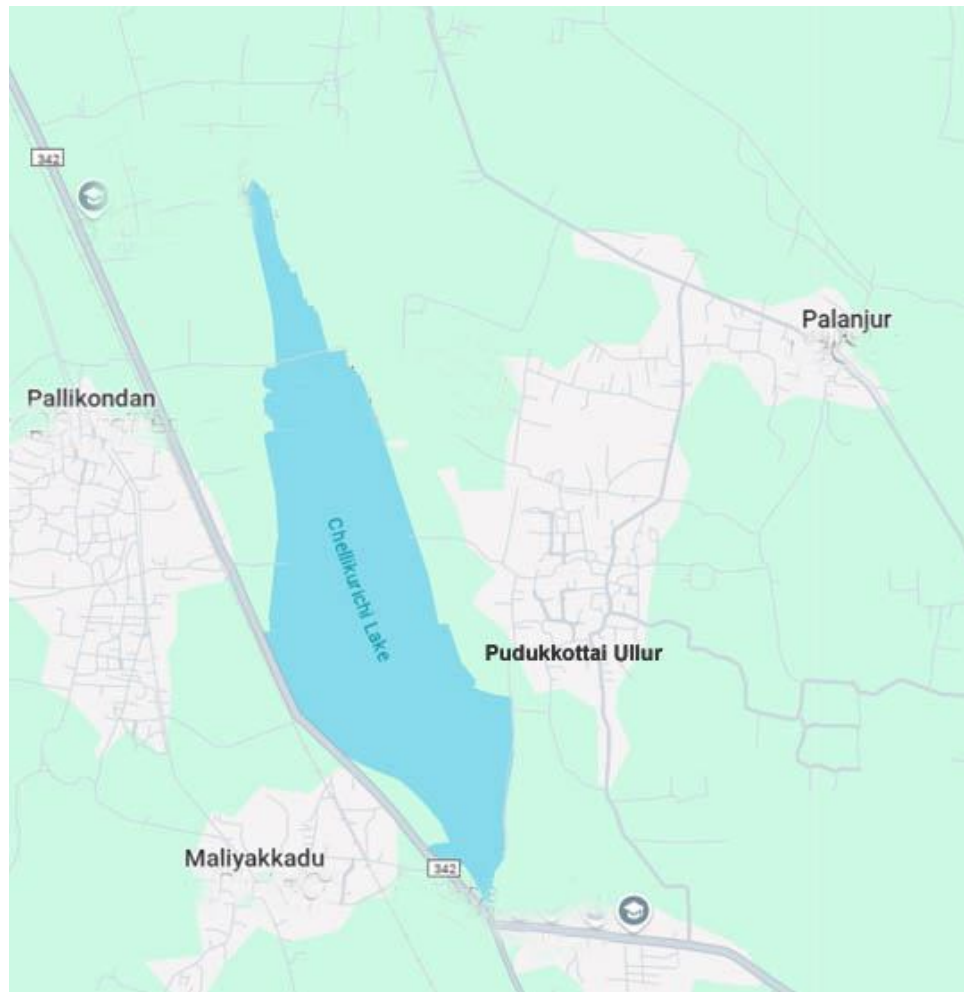 342
Palanjur
Pallikondan
Chellikurichi Lake
Pudukkottai Ullur
Maliyakkadu
342